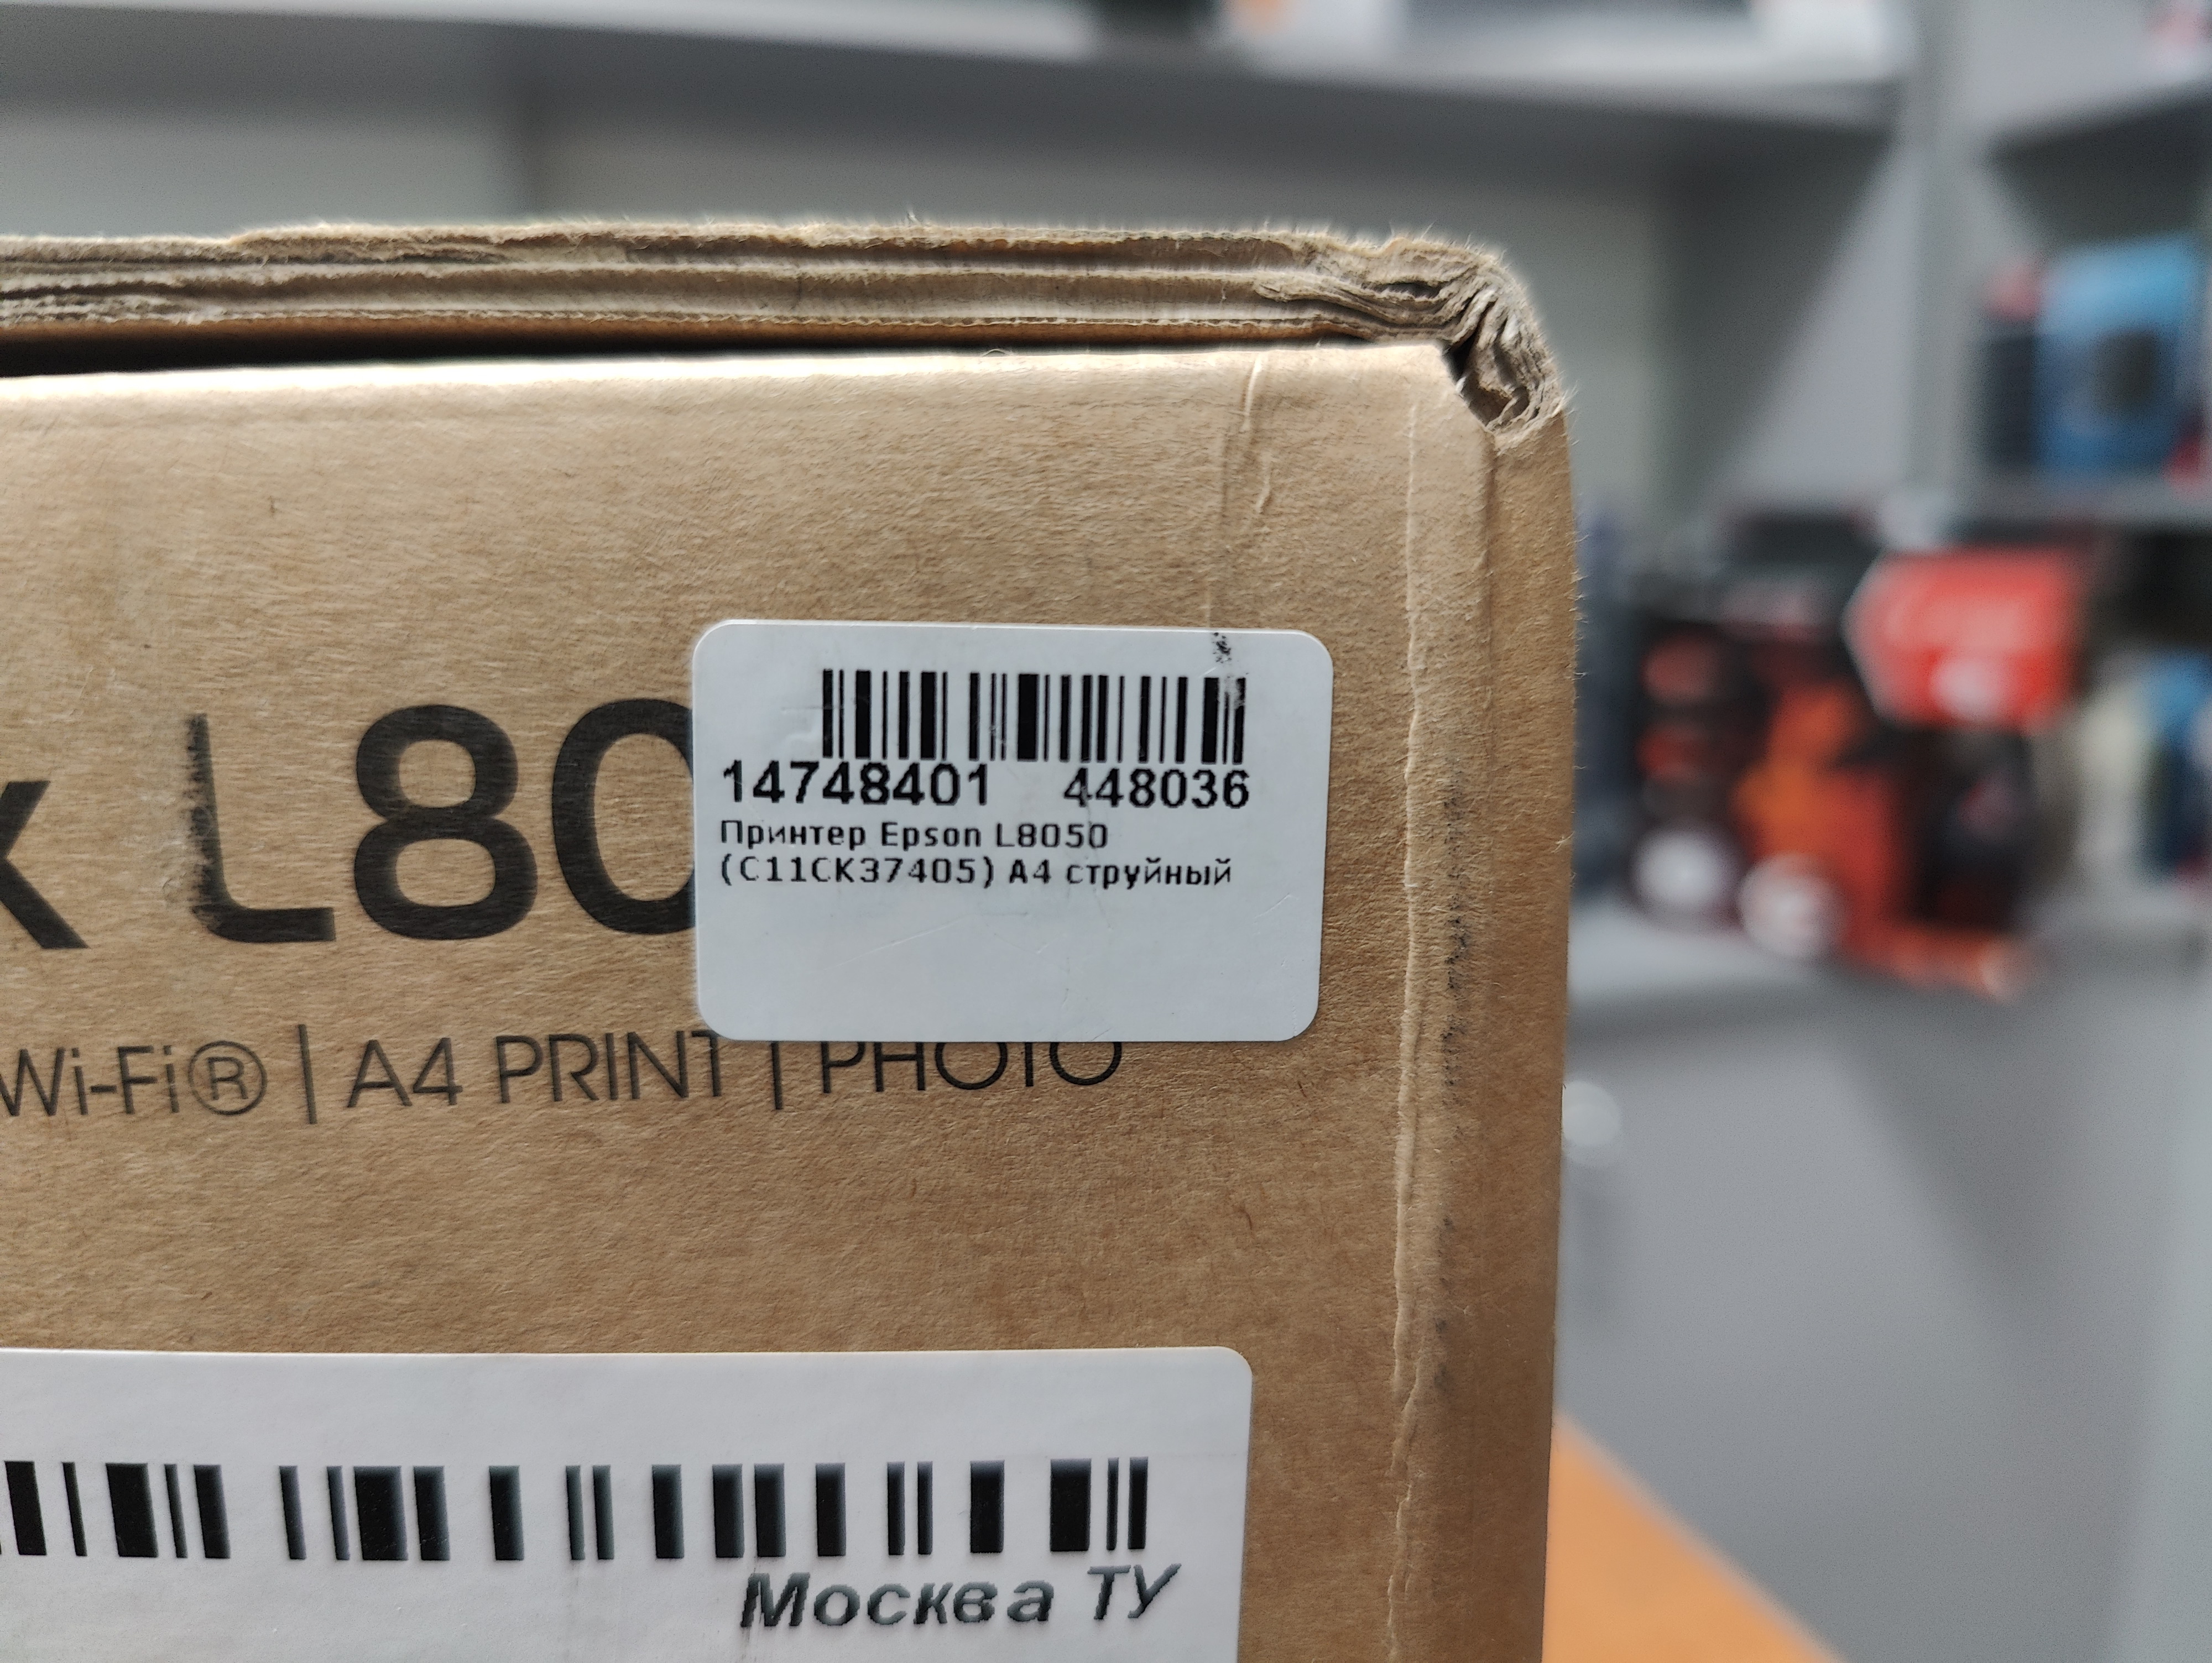 L80
14748401 448036
Принтер Epson L8050
(C11CK37405) A4 струйный
Wi-Fi® | A4 PRINT | PHOTO
Москва ТУ